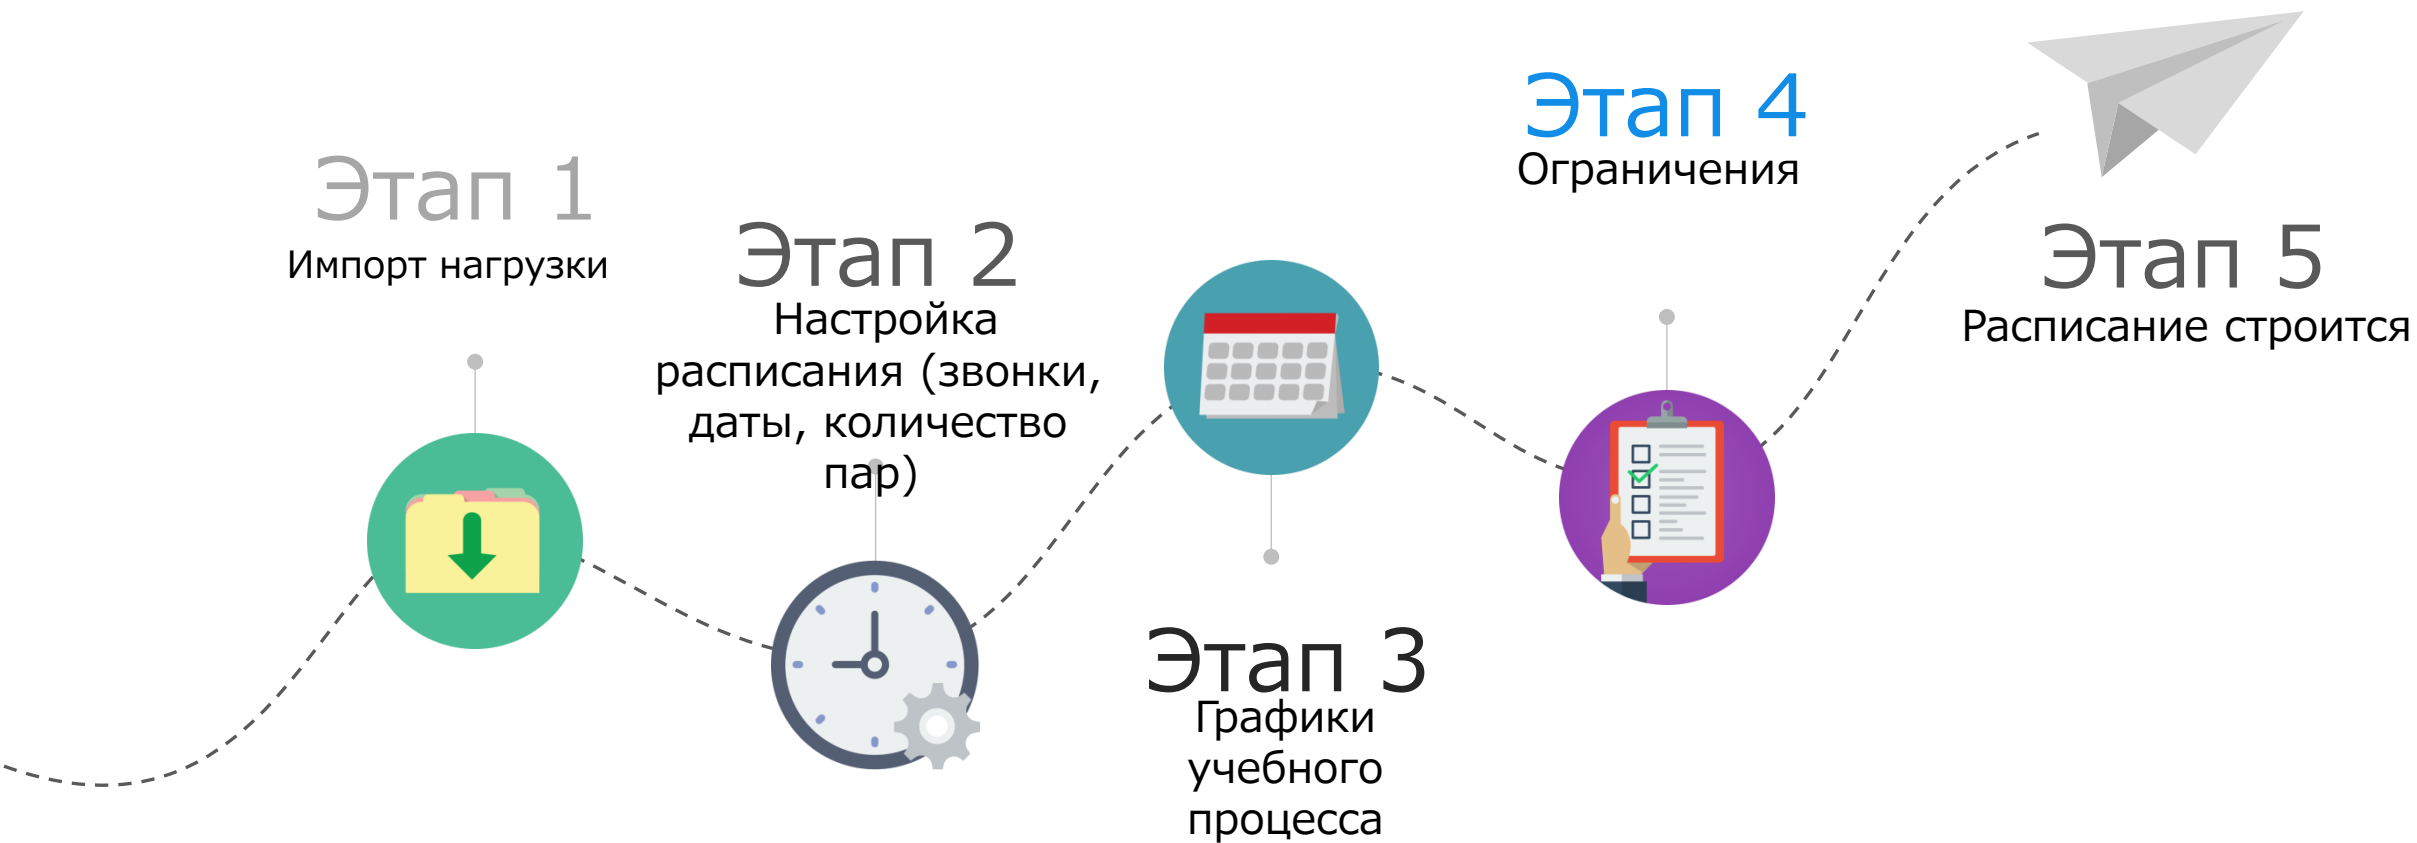 Этап 1
Импорт нагрузки
Этап 2
Настройка
расписания (звонки,
даты, количество
пар)
Этап 3
Графики
учебного
процесса
Этап 4
Ограничения
Этап 5
Расписание строится